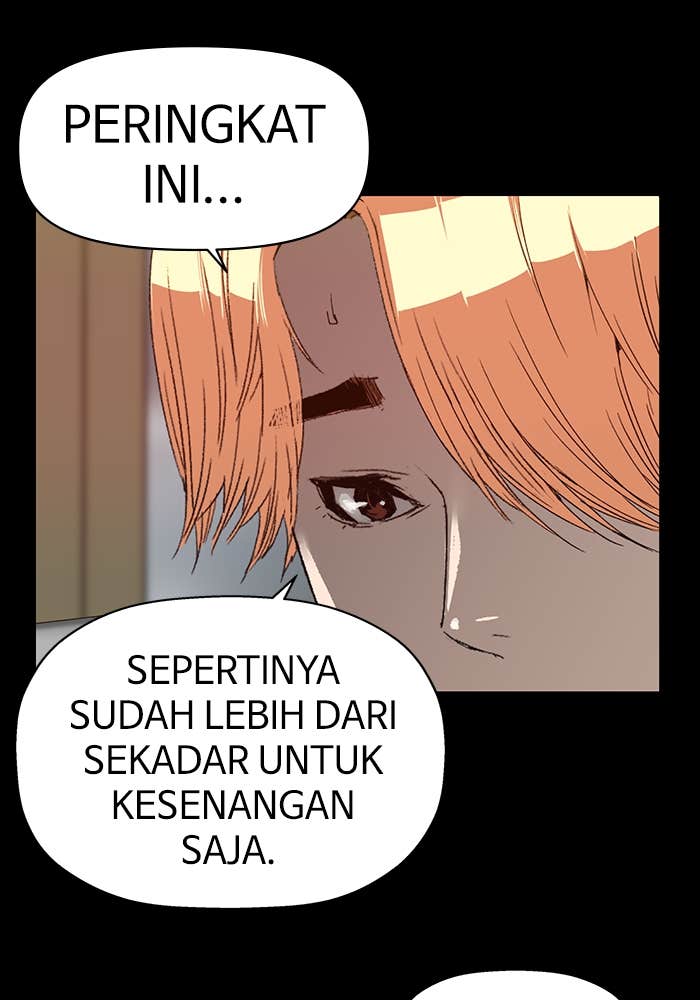 PERINGKAT
INI...
SEPERTINYA
SUDAH LEBIH DARI
SEKADAR UNTUK
KESENANGAN
SAJA.